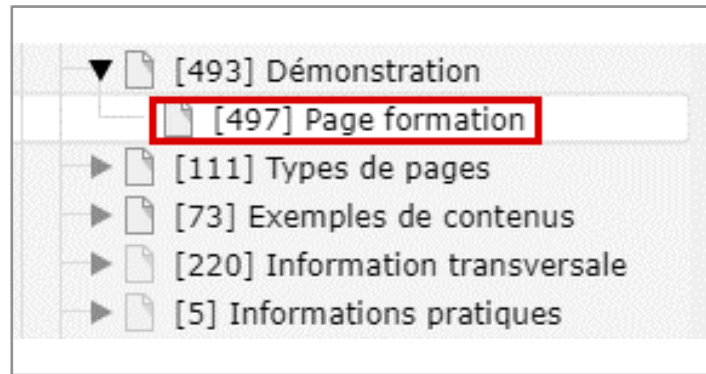 [493] Démonstration
[497] Page formation
[111] Types de pages
[73] Exemples de contenus
[220] Information transversale
[5] Informations pratiques